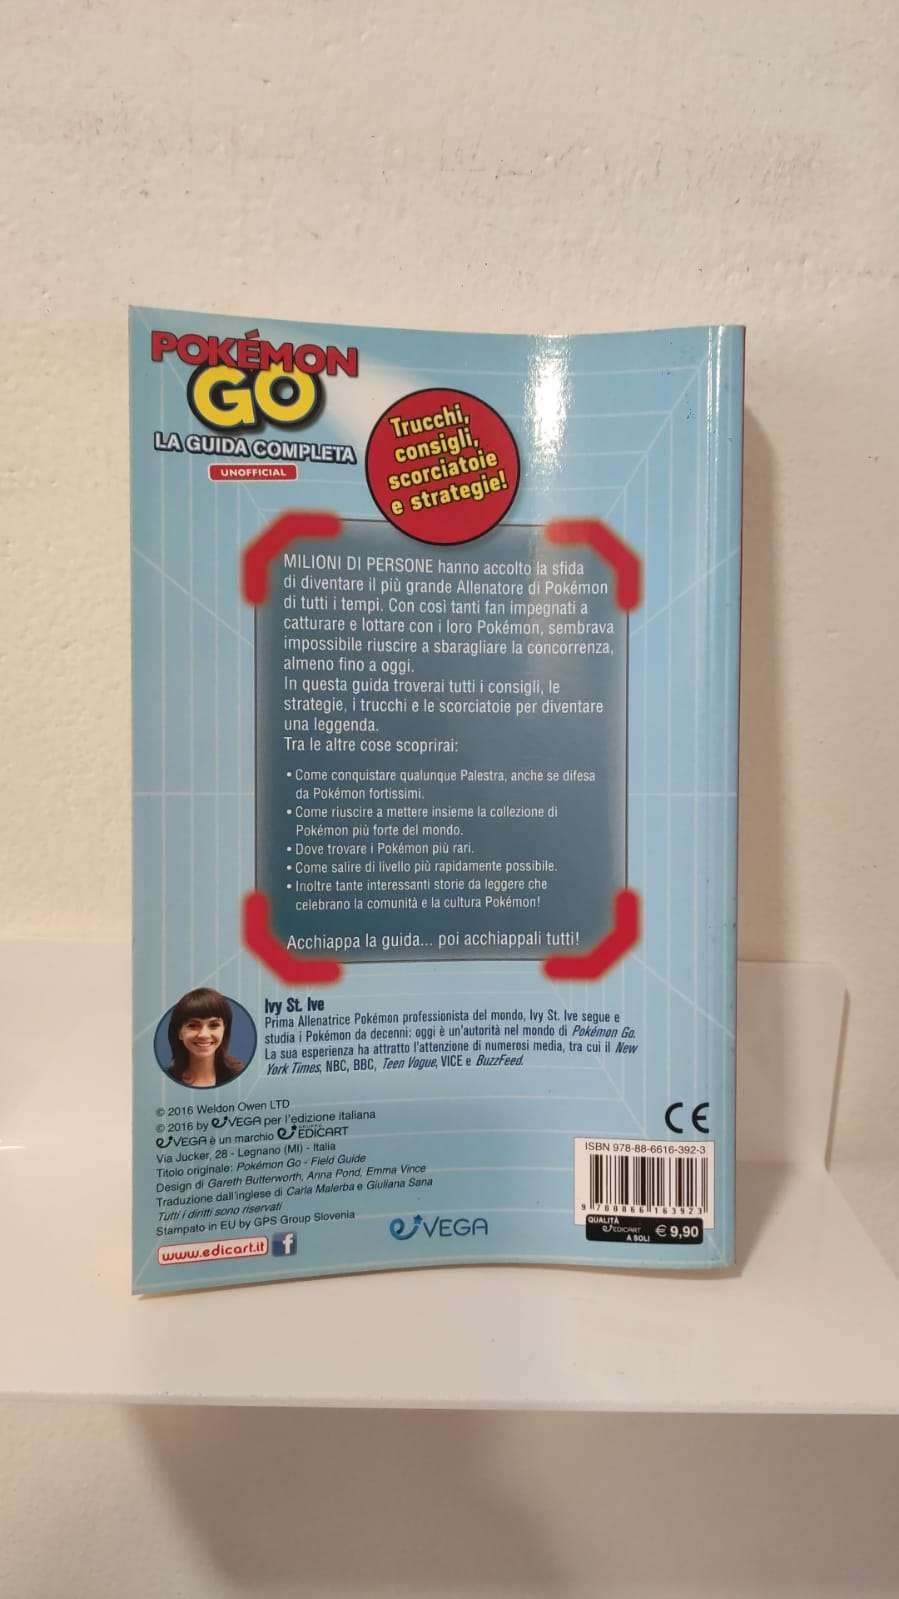 POKÉMON
GO
LA GUIDA COMPLETA
UNOFFICIAL
Trucchi,
consigli,
scorciatoie
e strategie!
MILIONI DI PERSONE hanno accolto la sfida
di diventare il più grande Allenatore di Pokémon
di tutti i tempi. Con così tanti fan impegnati a
catturare e lottare con i loro Pokémon, sembrava
impossibile riuscire a sbaragliare la concorrenza,
almeno fino a oggi.
In questa guida troverai tutti i consigli, le
strategie, i trucchi e le scorciatoie per diventare
una leggenda.
Tra le altre cose scoprirai:
• Come conquistare qualunque Palestra, anche se difesa
da Pokémon fortissimi.
• Come riuscire a mettere insieme la collezione di
Pokémon più forte del mondo.
• Dove trovare i Pokémon più rari.
• Come salire di livello più rapidamente possibile.
• Inoltre tante interessanti storie da leggere che
celebrano la comunità e la cultura Pokémon!
Acchiappa la guida... poi acchiappali tutti!
Ivy St. Ive
Prima Allenatrice Pokémon professionista del mondo, Ivy St. Ive segue e
studia i Pokémon da decenni: oggi è un'autorità nel mondo di Pokémon Go.
La sua esperienza ha attratto l'attenzione di numerosi media, tra cui il New
York Times, NBC, BBC, Teen Vogue, VICE e BuzzFeed.
© 2016 Weldon Owen LTD
© 2016 by eVEGA per l'edizione italiana
eVEGA è un marchio EDICART
Via Jucker, 28 - Legnano (MI) - Italia
Titolo originale: Pokémon Go - Field Guide
Design di Gareth Butterworth, Anna Pond, Emma Vince
Traduzione dall'inglese di Carla Malerba e Giuliana Sana
Tutti i diritti sono riservati
Stampato in EU by GPS Group Slovenia
www.edicart.it f
eVEGA
CE
ISBN 978-88-6616-392-3
9 788866 163923
QUALITÀ
EDICART
A SOLI
€ 9,90